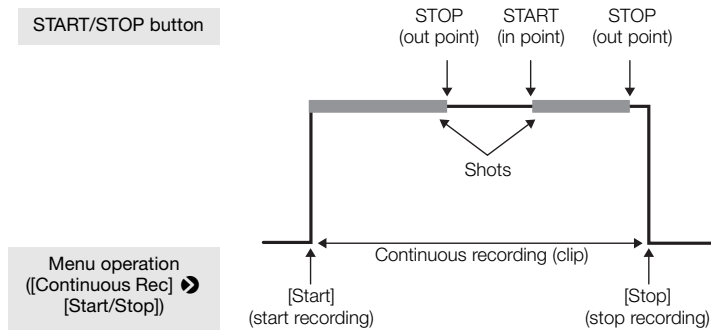 START/STOP button
STOP
(out point)
START
(in point)
STOP
(out point)
Shots
Continuous recording (clip)
Menu operation
([Continuous Rec] ❯
[Start/Stop])
[Start]
(start recording)
[Stop]
(stop recording)